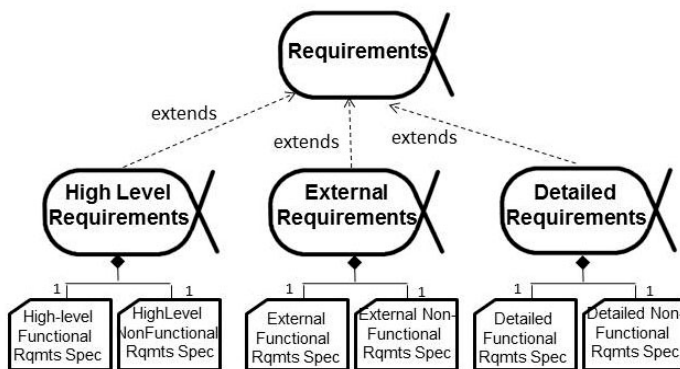 Requirements
extends
extends
extends
High Level
Requirements
External
Requirements
Detailed
Requirements
1
1
1
1
1
1
High-level
Functional
Rqmts Spec
HighLevel
NonFunctional
Rqmts Spec
External
Functional
Rqmts Spec
External Non-
Functional
Rqmts Spec
Detailed
Functional
Rqmts Spec
Detailed Non-
Functional
Rqmts Spec